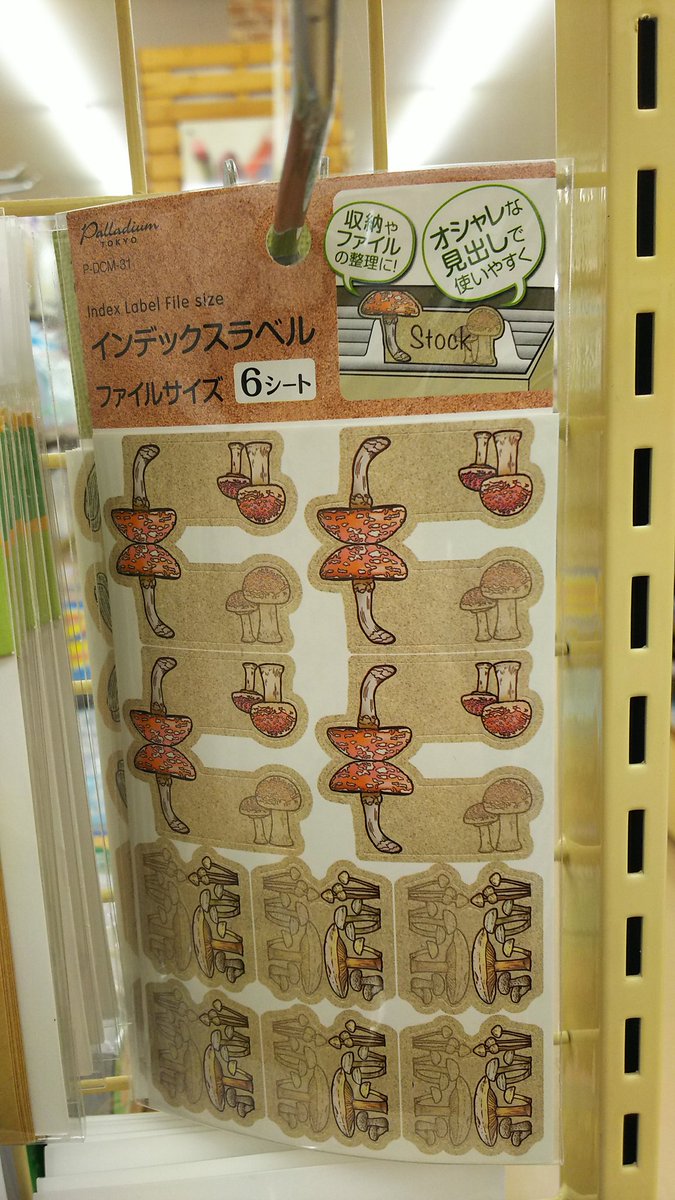 Palladium
TOKYO
P-DCM-31
Index Label File size
インデックスラベル
ファイルサイズ 6シート
収納や
ファイル
の整理に!
オシャレな
見出しで
使いやすく
Stock